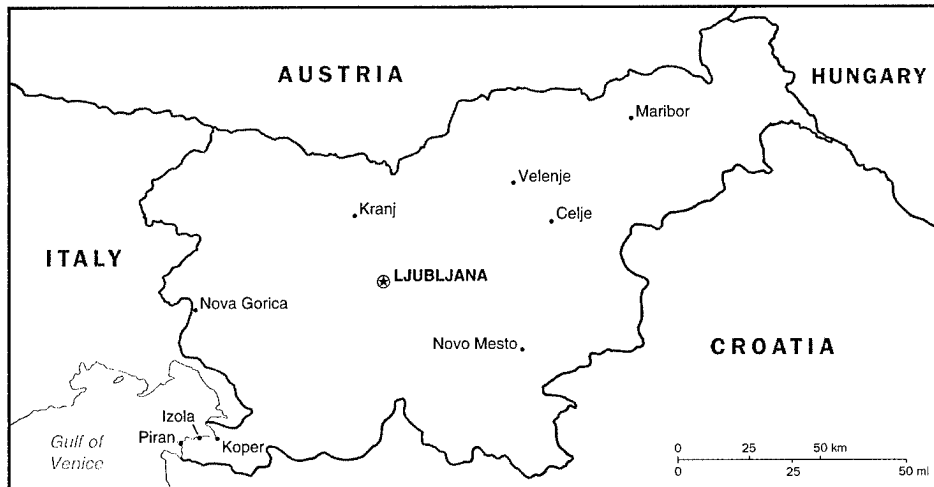 AUSTRIA
HUNGARY
Maribor
Velenje
Kranj
Celje
ITALY
LJUBLJANA
Nova Gorica
Novo Mesto
CROATIA
Izola
Piran
Koper
Gulf of
Venice
0 25 50 km
0 25 50 mi